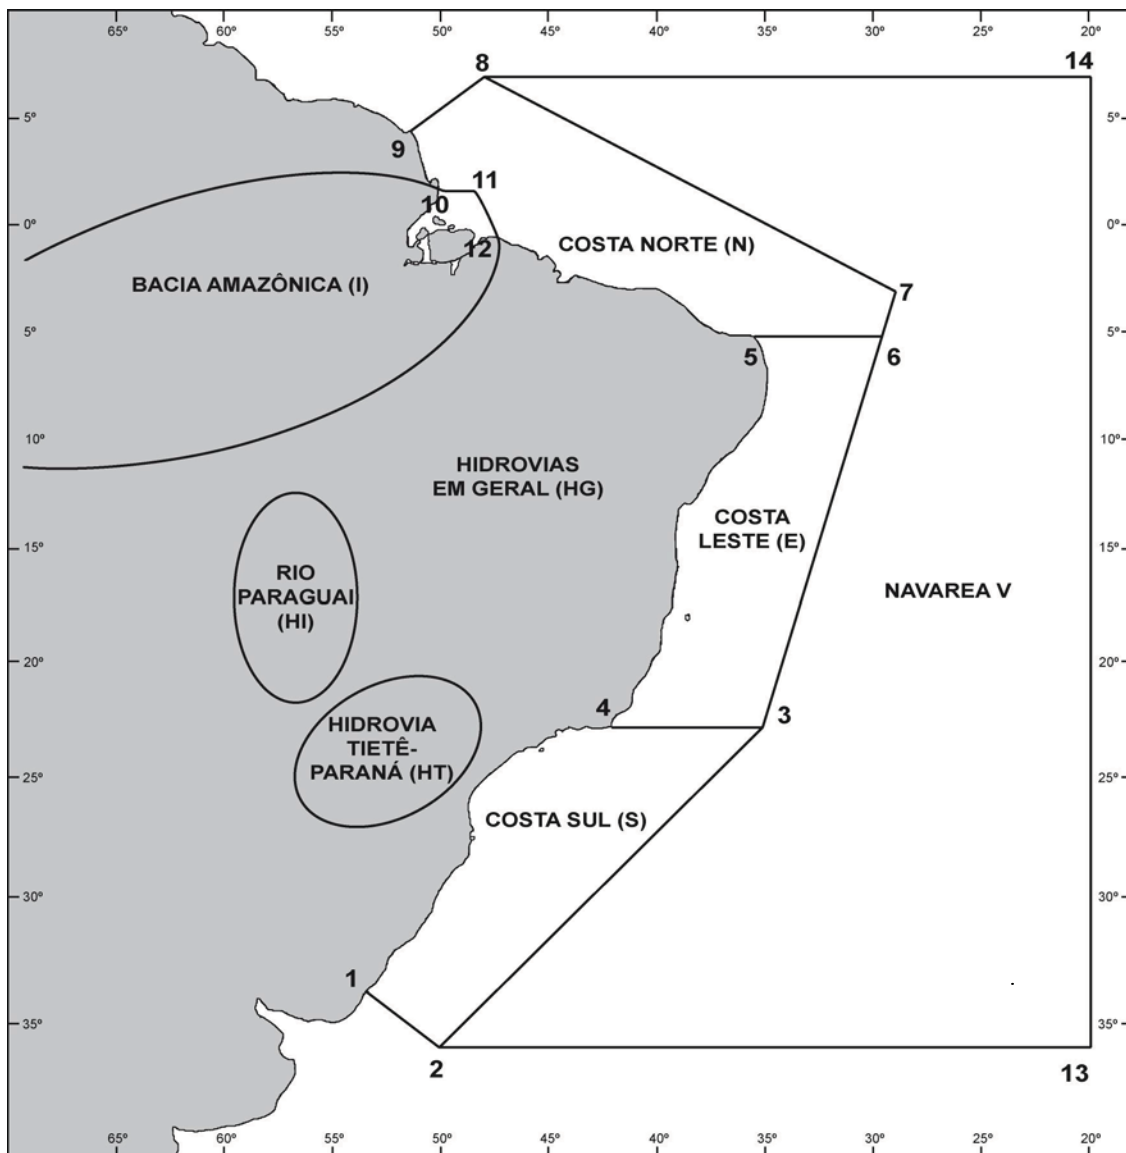 65° 60° 55° 50° 45° 40° 35° 30° 25° 20°
8 14
5° 5°
9
11
10
0° 0°
12 COSTA NORTE (N)
BACIA AMAZÔNICA (I)
7
5° 5°
5 6
10° 10°
HIDROVIAS
EM GERAL (HG)
COSTA
LESTE (E)
15° 15°
RIO
PARAGUAI
(HI)
NAVAREA V
20° 20°
4 3
HIDROVIA
TIETÊ-
PARANÁ (HT)
25° 25°
COSTA SUL (S)
30° 30°
1
35° 35°
2 13
65° 60° 55° 50° 45° 40° 35° 30° 25° 20°